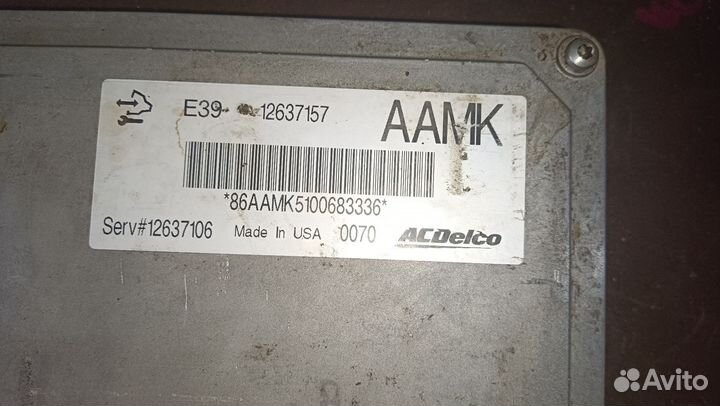 E39 12637157 AAMK
*86AAMK5100683336*
Serv#12637106 Made In USA 0070 ACDelco
Avito